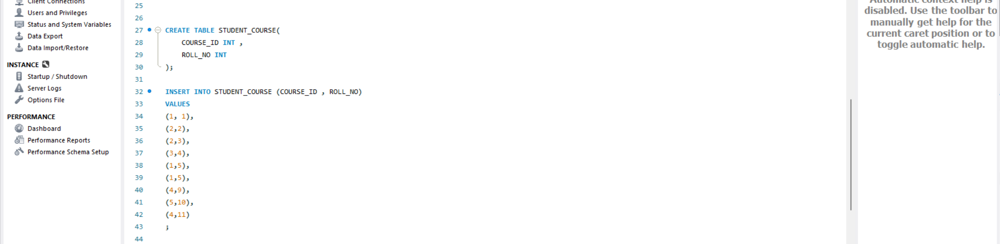 Client Connections
Users and Privileges
Status and System Variables
Data Export
Data Import/Restore
INSTANCE
Startup / Shutdown
Server Logs
Options File
PERFORMANCE
Dashboard
Performance Reports
Performance Schema Setup
25
26
27 CREATE TABLE STUDENT_COURSE(
28 COURSE_ID INT ,
29 ROLL_NO INT
30 );
31
32 INSERT INTO STUDENT_COURSE (COURSE_ID , ROLL_NO)
33 VALUES
34 (1, 1),
35 (2,2),
36 (2,3),
37 (3,4),
38 (1,5),
39 (1,5),
40 (4,9),
41 (5,10),
42 (4,11)
43 ;
44
Automatic context help is
disabled. Use the toolbar to
manually get help for the
current caret position or to
toggle automatic help.